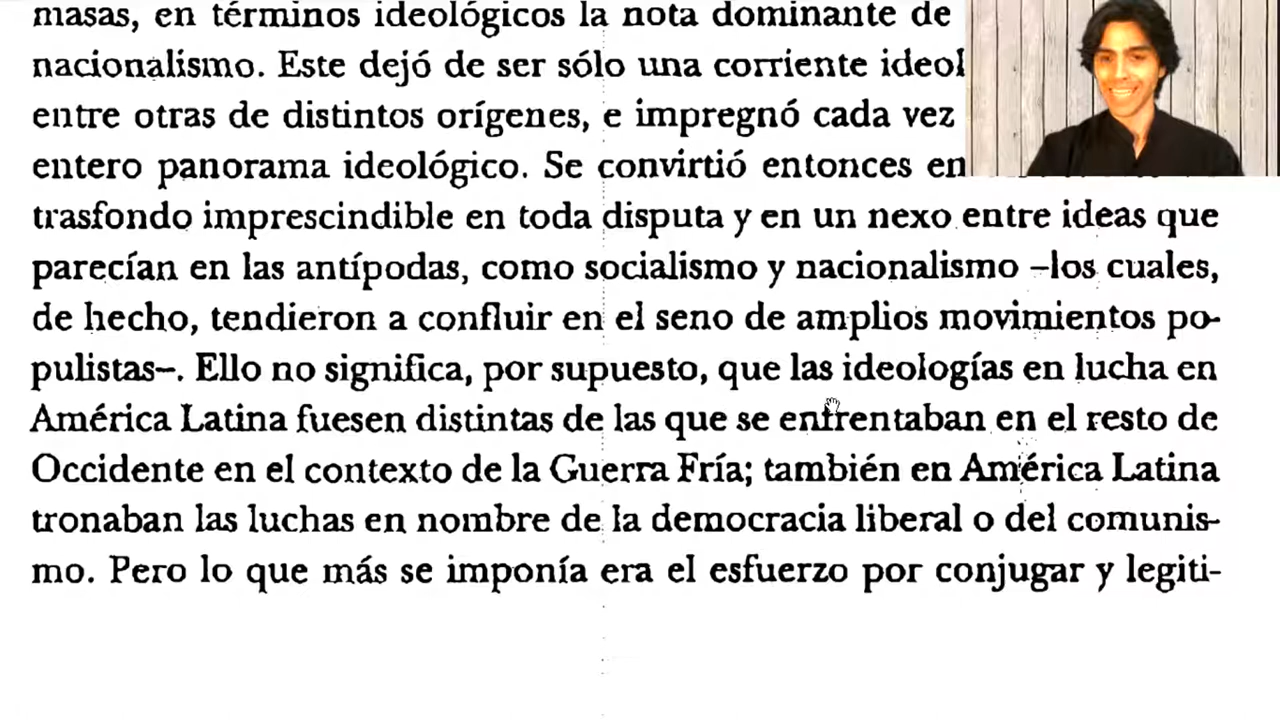 masas, en términos ideológicos la nota dominante de
nacionalismo. Este dejó de ser sólo una corriente ideol
entre otras de distintos orígenes, e impregnó cada vez
entero panorama ideológico. Se convirtió entonces en
trasfondo imprescindible en toda disputa y en un nexo entre ideas que
parecían en las antípodas, como socialismo y nacionalismo –los cuales,
de hecho, tendieron a confluir en el seno de amplios movimientos po-
pulistas–. Ello no significa, por supuesto, que las ideologías en lucha en
América Latina fuesen distintas de las que se enfrentaban en el resto de
Occidente en el contexto de la Guerra Fría; también en América Latina
tronaban las luchas en nombre de la democracia liberal o del comunis-
mo. Pero lo que más se imponía era el esfuerzo por conjugar y legiti-